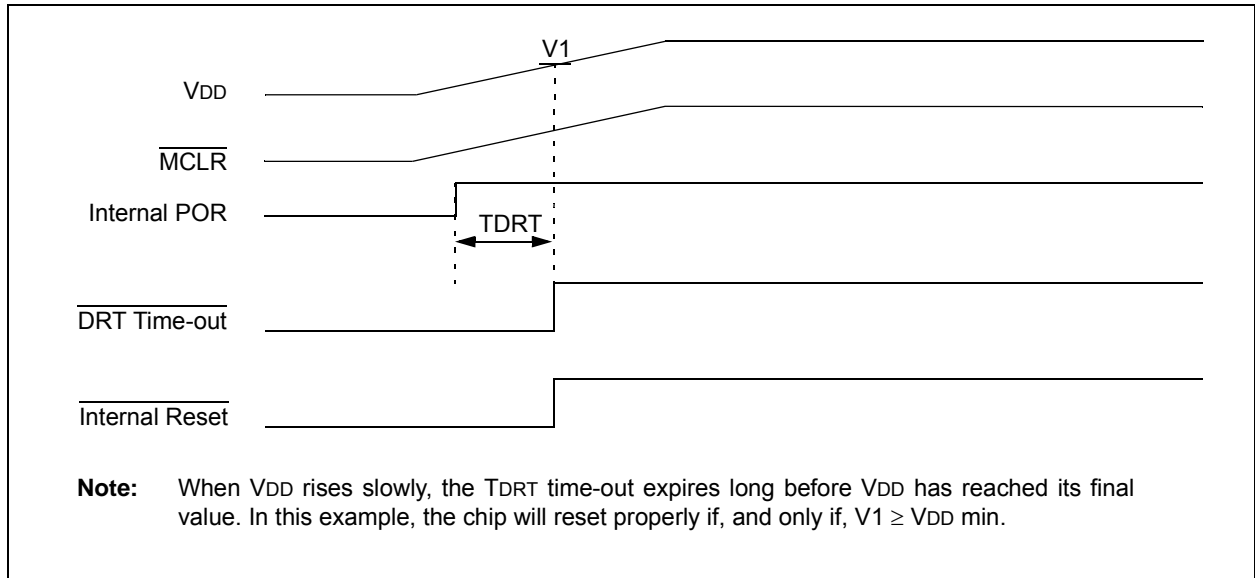 V1
VDD
MCLR
Internal POR
TDRT
DRT Time-out
Internal Reset
Note: When VDD rises slowly, the TDRT time-out expires long before VDD has reached its final
value. In this example, the chip will reset properly if, and only if, V1 ≥ VDD min.